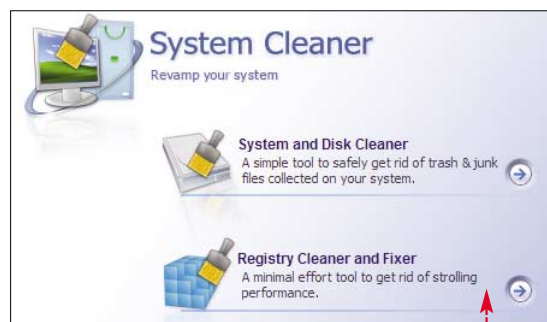 System Cleaner
Revamp your system
System and Disk Cleaner
A simple tool to safely get rid of trash & junk
files collected on your system.
Registry Cleaner and Fixer
A minimal effort tool to get rid of strolling
performance.